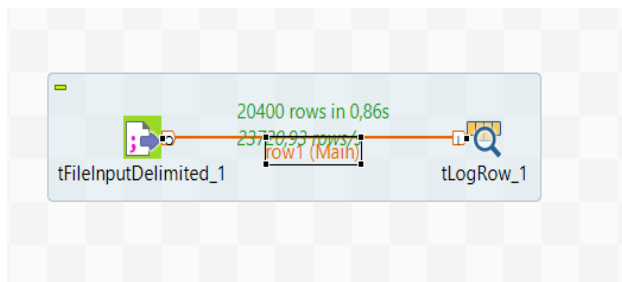 20400 rows in 0,86s
23720,93 rows/s
row1 (Main)
tFileInputDelimited_1
tLogRow_1